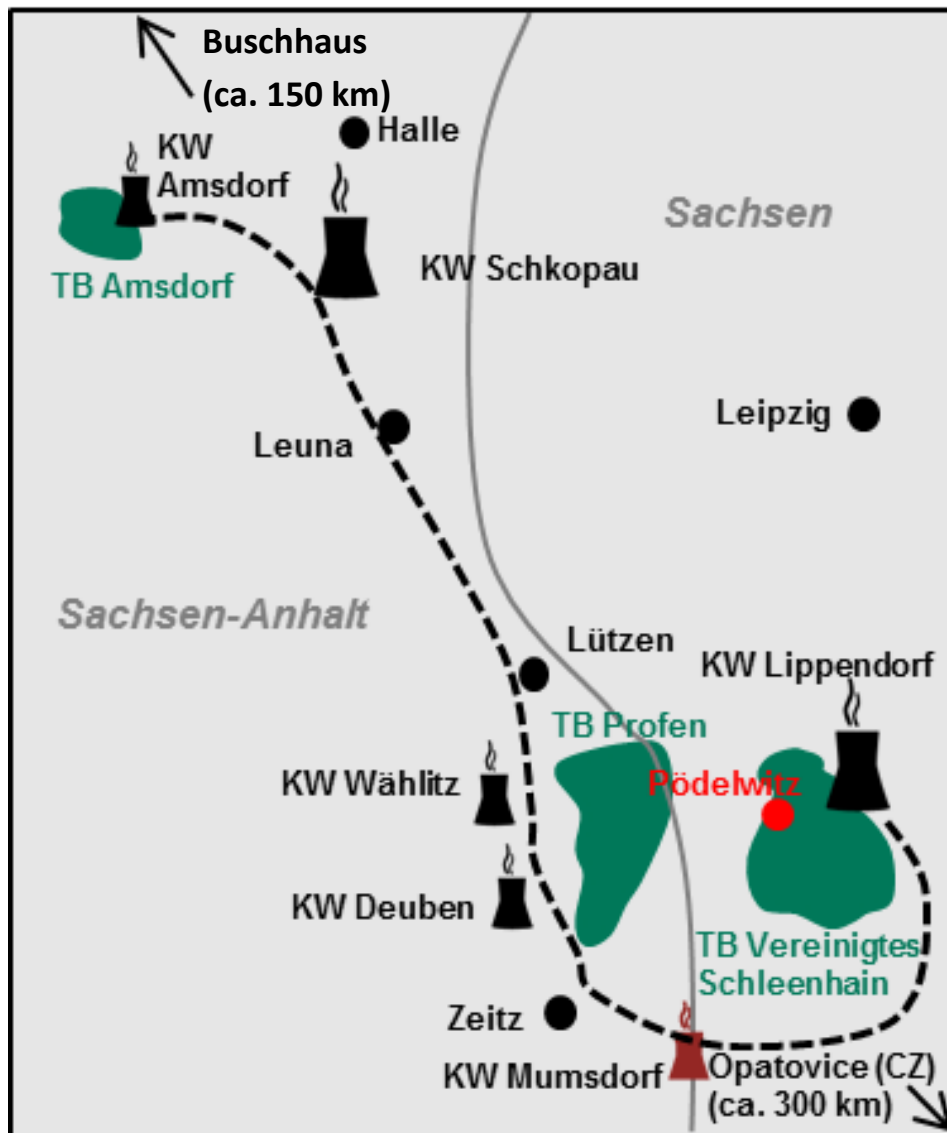 Buschhaus
(ca. 150 km)
Halle
KW
Amsdorf
Sachsen
TB Amsdorf
KW Schkopau
Leipzig
Leuna
Sachsen-Anhalt
Lützen
KW Lippendorf
TB Profen
KW Wählitz
Pödelwitz
KW Deuben
TB Vereinigtes
Schleenhain
Zeitz
KW Mumsdorf
Opatovice (CZ)
(ca. 300 km)